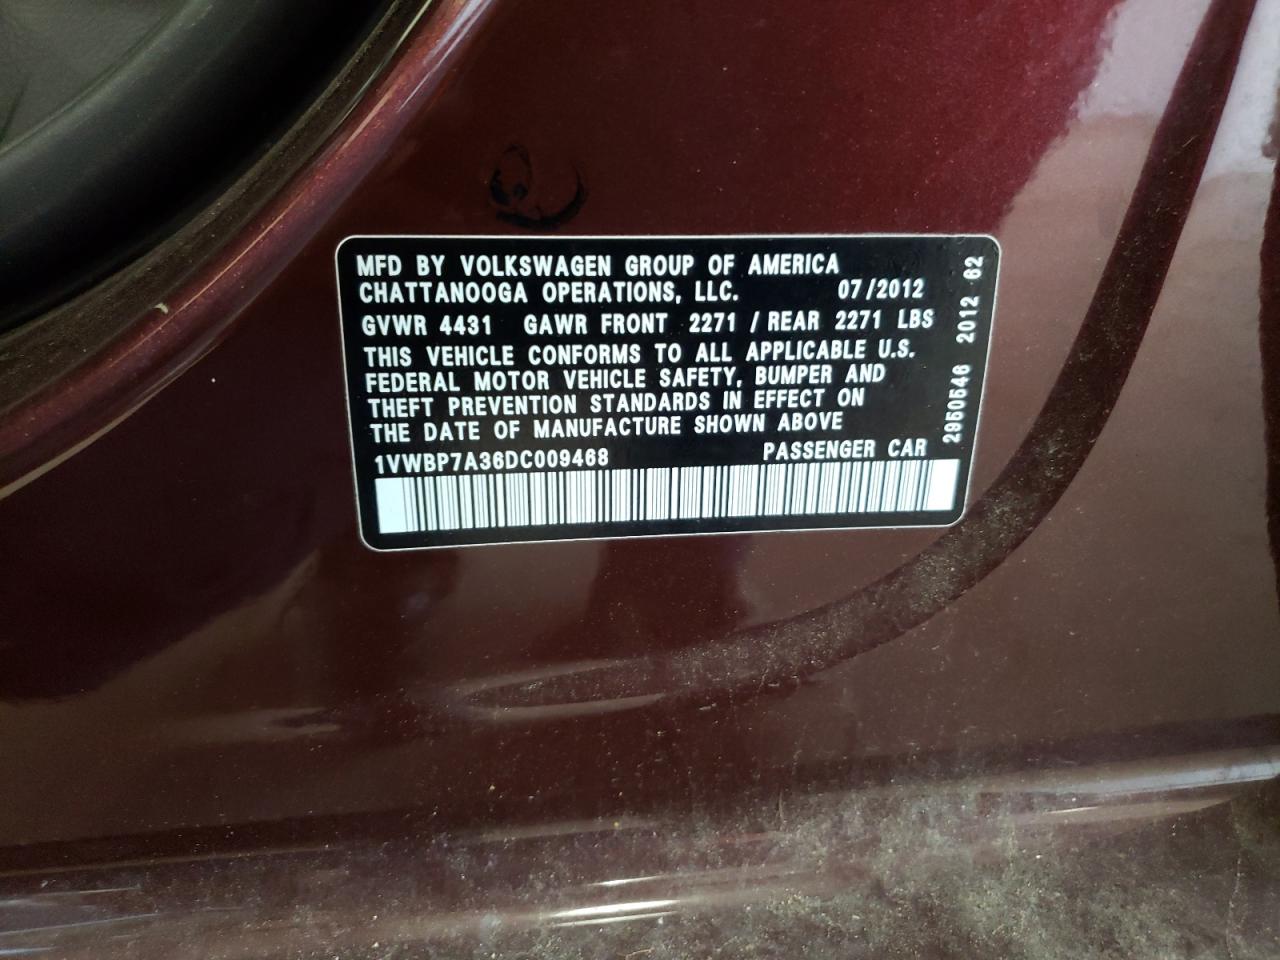 MFD BY VOLKSWAGEN GROUP OF AMERICA
CHATTANOOGA OPERATIONS, LLC. 07/2012
GVWR 4431 GAWR FRONT 2271 / REAR 2271 LBS
THIS VEHICLE CONFORMS TO ALL APPLICABLE U.S.
FEDERAL MOTOR VEHICLE SAFETY, BUMPER AND
THEFT PREVENTION STANDARDS IN EFFECT ON
THE DATE OF MANUFACTURE SHOWN ABOVE
1VWBP7A36DC009468 PASSENGER CAR
2950546 2012 62